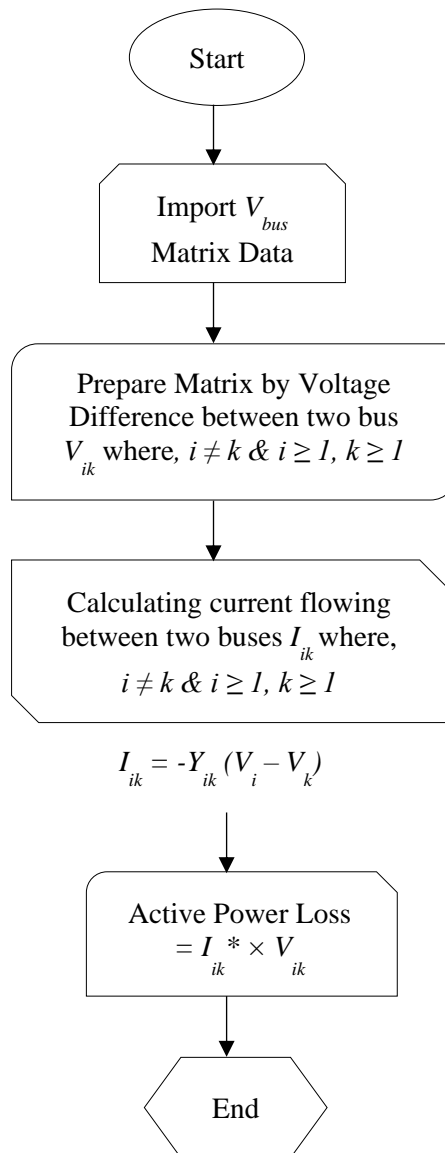 Start
Import V_bus
Matrix Data
Prepare Matrix by Voltage
Difference between two bus
V_ik where, i ≠ k & i ≥ 1, k ≥ 1
Calculating current flowing
between two buses I_ik where,
i ≠ k & i ≥ 1, k ≥ 1
I_ik = -Y_ik (V_i – V_k)
Active Power Loss
= I_ik* × V_ik
End